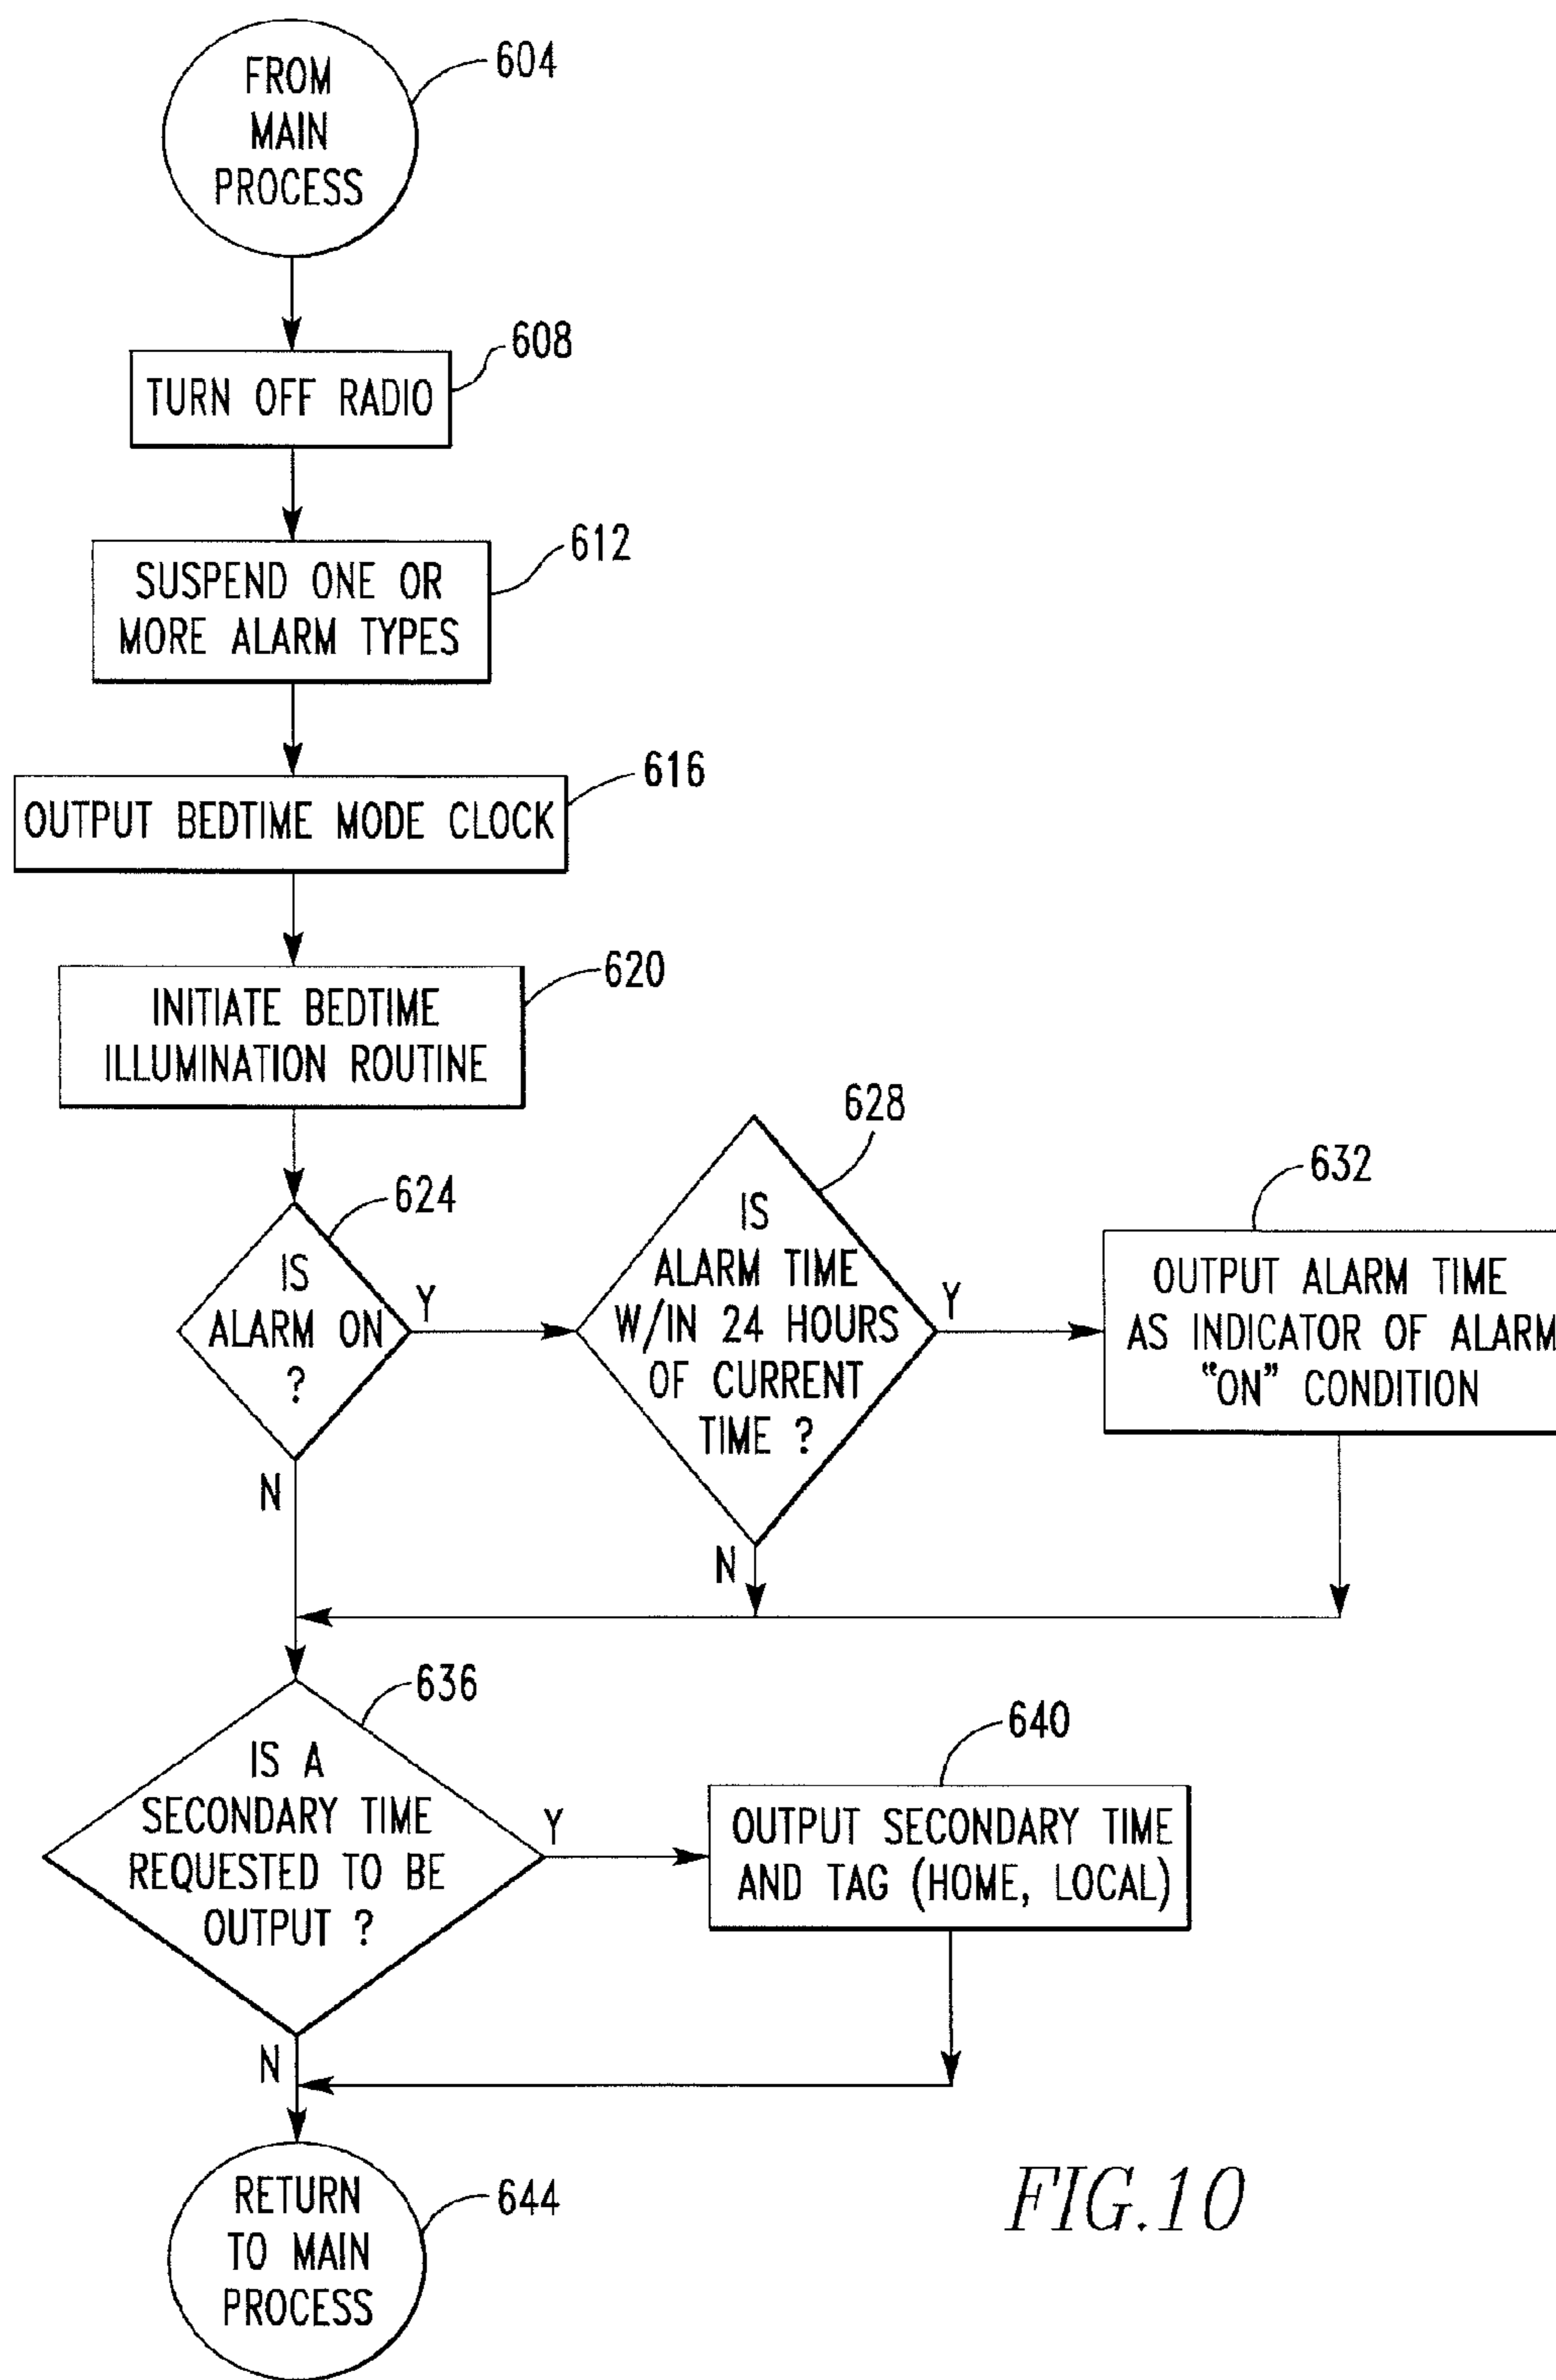 FROM
MAIN
PROCESS
604
TURN OFF RADIO
608
SUSPEND ONE OR
MORE ALARM TYPES
612
OUTPUT BEDTIME MODE CLOCK
616
INITIATE BEDTIME
ILLUMINATION ROUTINE
620
IS
ALARM ON
?
624
Y
N
IS
ALARM TIME
W/IN 24 HOURS
OF CURRENT
TIME ?
628
Y
N
OUTPUT ALARM TIME
AS INDICATOR OF ALARM
“ON” CONDITION
632
IS A
SECONDARY TIME
REQUESTED TO BE
OUTPUT ?
636
Y
N
OUTPUT SECONDARY TIME
AND TAG (HOME, LOCAL)
640
RETURN
TO MAIN
PROCESS
644
FIG.10